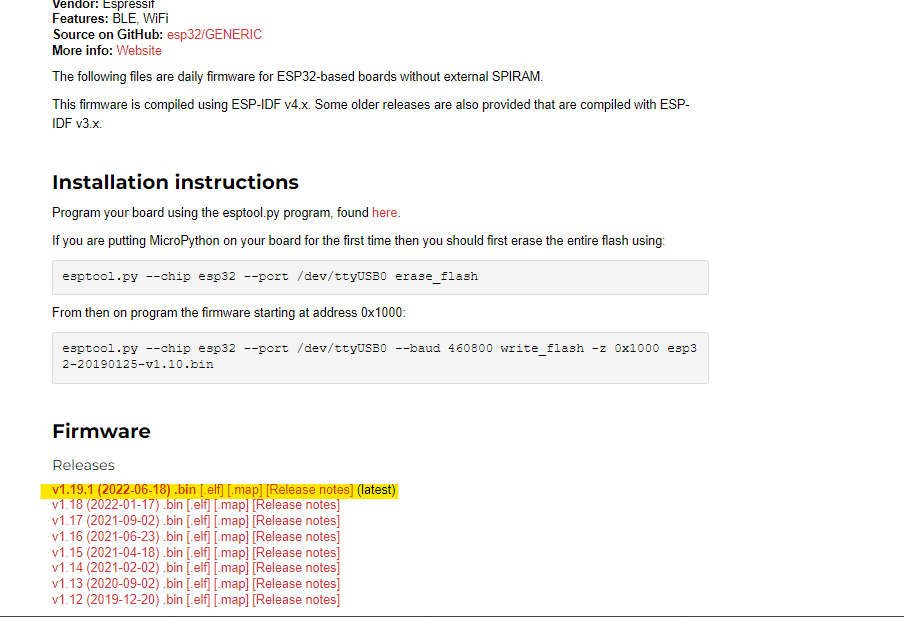 Vendor: Espressif
Features: BLE, WiFi
Source on GitHub: esp32/GENERIC
More info: Website
The following files are daily firmware for ESP32-based boards without external SPIRAM.
This firmware is compiled using ESP-IDF v4.x. Some older releases are also provided that are compiled with ESP-
IDF v3.x.
Installation instructions
Program your board using the esptool.py program, found here.
If you are putting MicroPython on your board for the first time then you should first erase the entire flash using:
esptool.py --chip esp32 --port /dev/ttyUSB0 erase_flash
From then on program the firmware starting at address 0x1000:
esptool.py --chip esp32 --port /dev/ttyUSB0 --baud 460800 write_flash -z 0x1000 esp3
2-20190125-v1.10.bin
Firmware
Releases
v1.19.1 (2022-06-18) .bin [.elf] [.map] [Release notes] (latest)
v1.18 (2022-01-17) .bin [.elf] [.map] [Release notes]
v1.17 (2021-09-02) .bin [.elf] [.map] [Release notes]
v1.16 (2021-06-23) .bin [.elf] [.map] [Release notes]
v1.15 (2021-04-18) .bin [.elf] [.map] [Release notes]
v1.14 (2021-02-02) .bin [.elf] [.map] [Release notes]
v1.13 (2020-09-02) .bin [.elf] [.map] [Release notes]
v1.12 (2019-12-20) .bin [.elf] [.map] [Release notes]